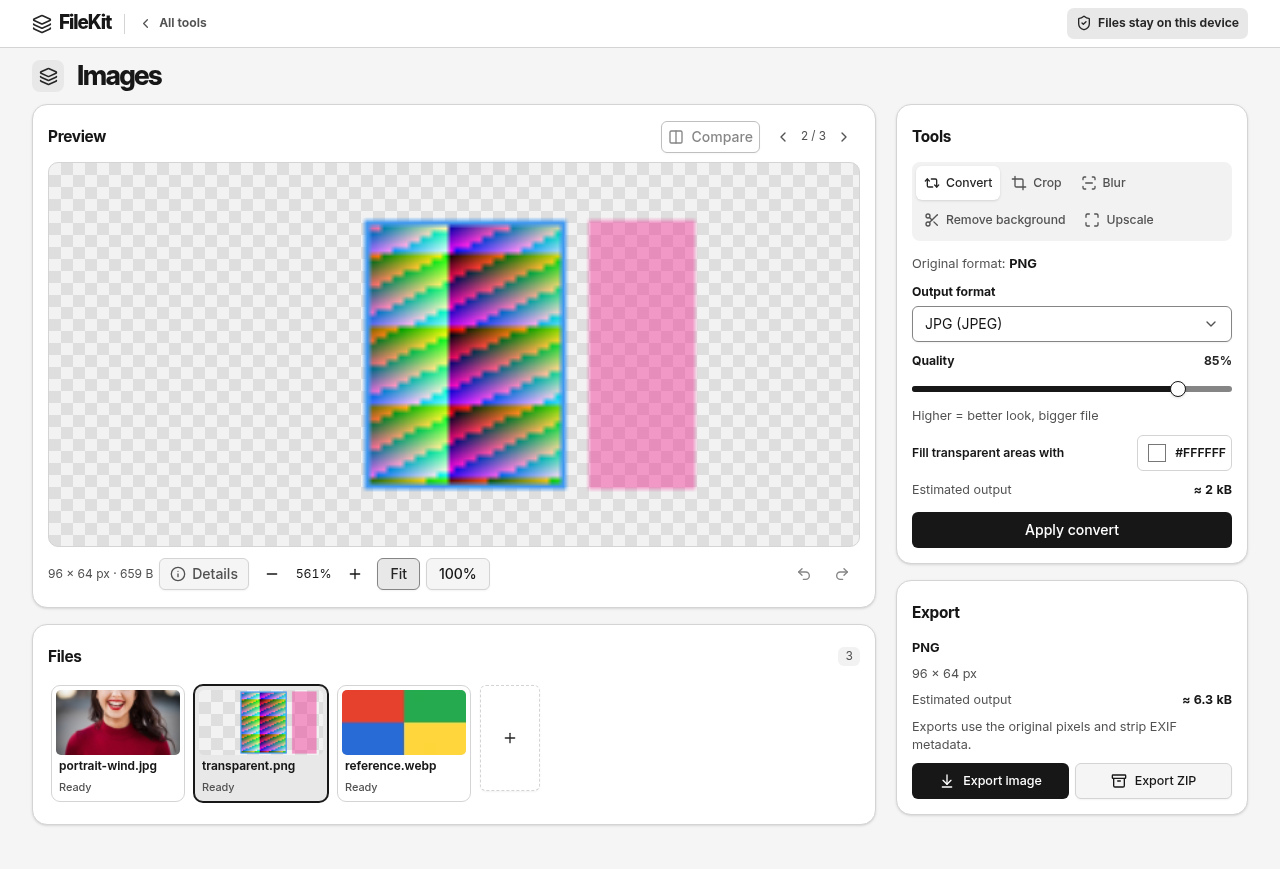 FileKit
All tools
Files stay on this device
Images
Preview
Compare
2 / 3
96 × 64 px · 659 B
Details
561%
Fit
100%
Files
3
portrait-wind.jpg
Ready
transparent.png
Ready
reference.webp
Ready
Tools
Convert
Crop
Blur
Remove background
Upscale
Original format: PNG
Output format
JPG (JPEG)
Quality
85%
Higher = better look, bigger file
Fill transparent areas with
#FFFFFF
Estimated output
≈ 2 kB
Apply convert
Export
PNG
96 × 64 px
Estimated output
≈ 6.3 kB
Exports use the original pixels and strip EXIF
metadata.
Export image
Export ZIP